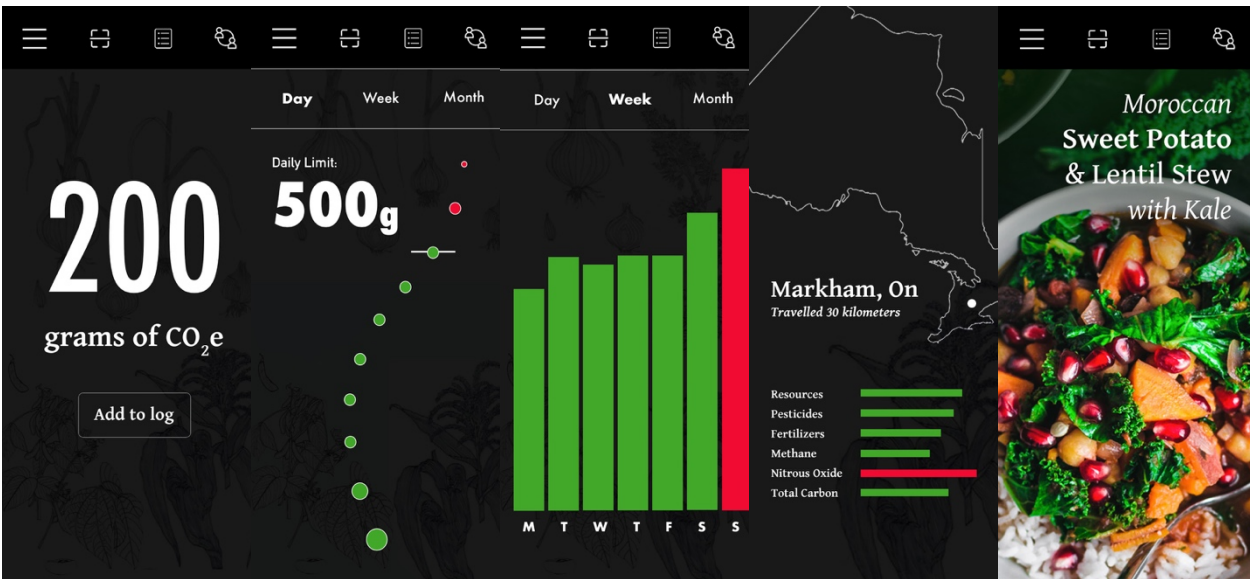 200
grams of CO₂e
Add to log
Day Week Month
Daily Limit:
500g
Day Week Month
M T W T F S S
Markham, On
Travelled 30 kilometers
Resources
Pesticides
Fertilizers
Methane
Nitrous Oxide
Total Carbon
Moroccan
Sweet Potato
& Lentil Stew
with Kale